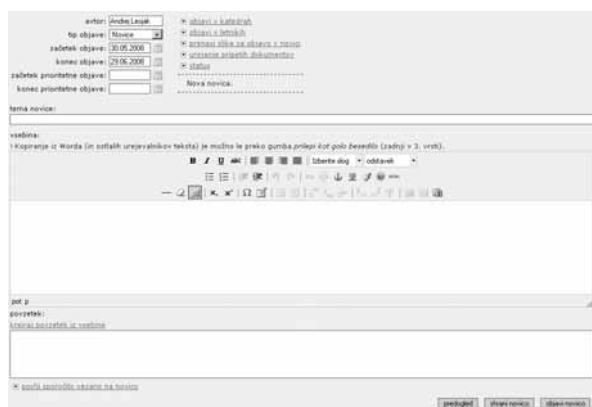 avtor: Andrej Lesjak
tip objave: Novice
začetek objave: 30.05.2008
konec objave: 29.06.2008
začetek prioritetne objave:
konec prioritetne objave:
objavi v katedrah
objavi v letnikih
prenesi slike za objavo v novici
urejanje pripetih dokumentov
status
Nova novica.
tema novice:
vsebina:
Kopiranje iz Worda (in ostalih urejevalnikov teksta) je možno le preko gumba prilepi kot golo besedilo (zadnji v 3. vrsti).
B I U ABC Izberite slog odstavek
pot: p
povzetek:
kreiraj povzetek iz vsebine
pošlji sporočilo vezano na novico
predogled shrani novico objavi novico